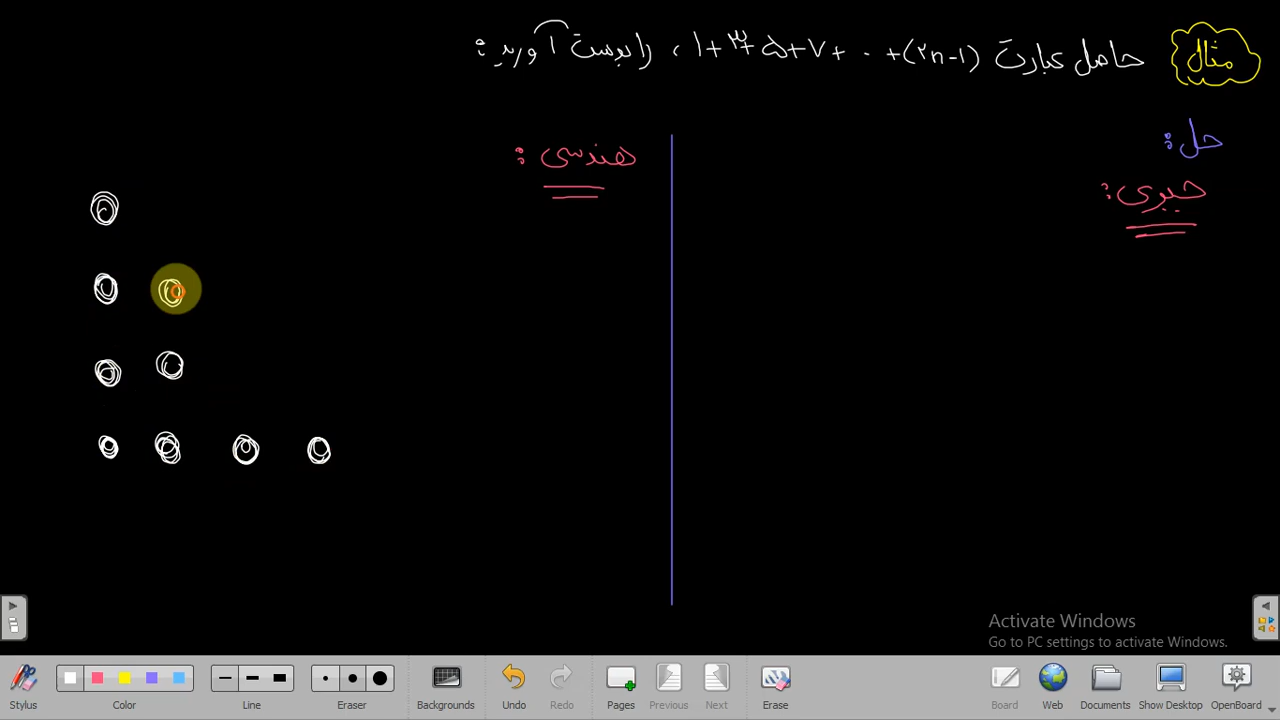 مثال
حاصل عبارت ۱+۳+۵+۷+ ۰۰ +(۲n-۱) ، را بدست آورید :
حل :
جبری :
هندسی :
Activate Windows
Go to PC settings to activate Windows.
Stylus
Color
Line
Eraser
Backgrounds
Undo
Redo
Pages
Previous
Next
Erase
Board
Web
Documents
Show Desktop
OpenBoard